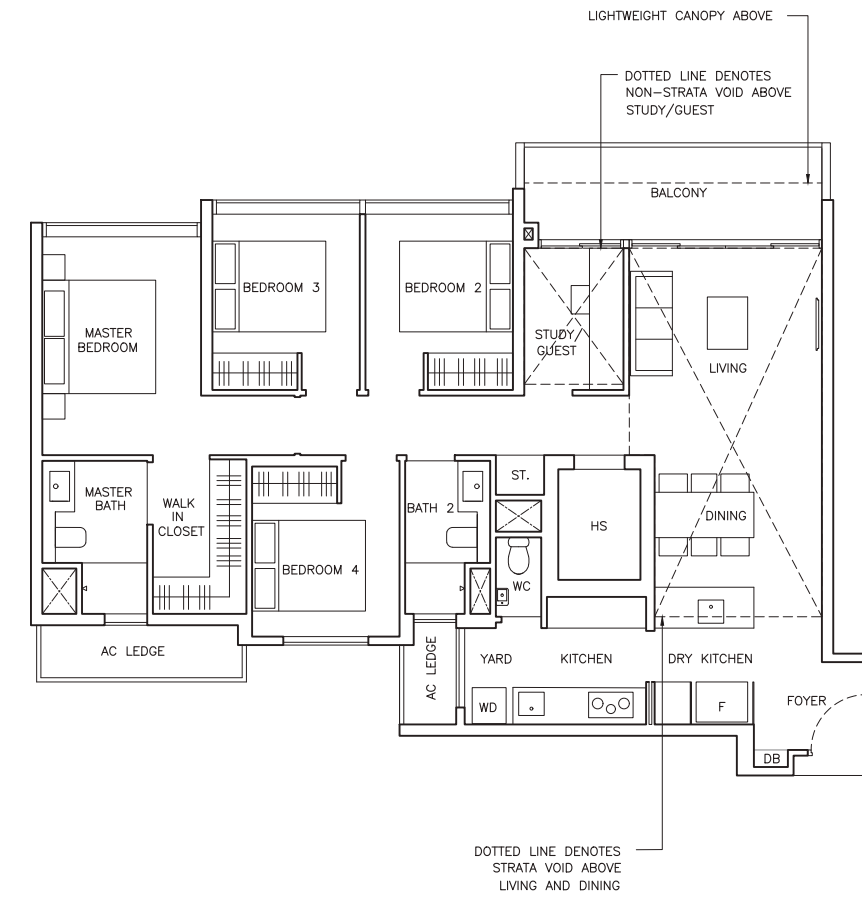 LIGHTWEIGHT CANOPY ABOVE
DOTTED LINE DENOTES
NON-STRATA VOID ABOVE
STUDY/GUEST
BALCONY
BEDROOM 3
BEDROOM 2
MASTER
BEDROOM
STUDY/
GUEST
LIVING
MASTER
BATH
WALK
IN
CLOSET
BEDROOM 4
BATH 2
ST.
HS
DINING
WC
AC LEDGE
AC LEDGE
YARD
KITCHEN
DRY KITCHEN
WD
F
FOYER
DB
DOTTED LINE DENOTES
STRATA VOID ABOVE
LIVING AND DINING